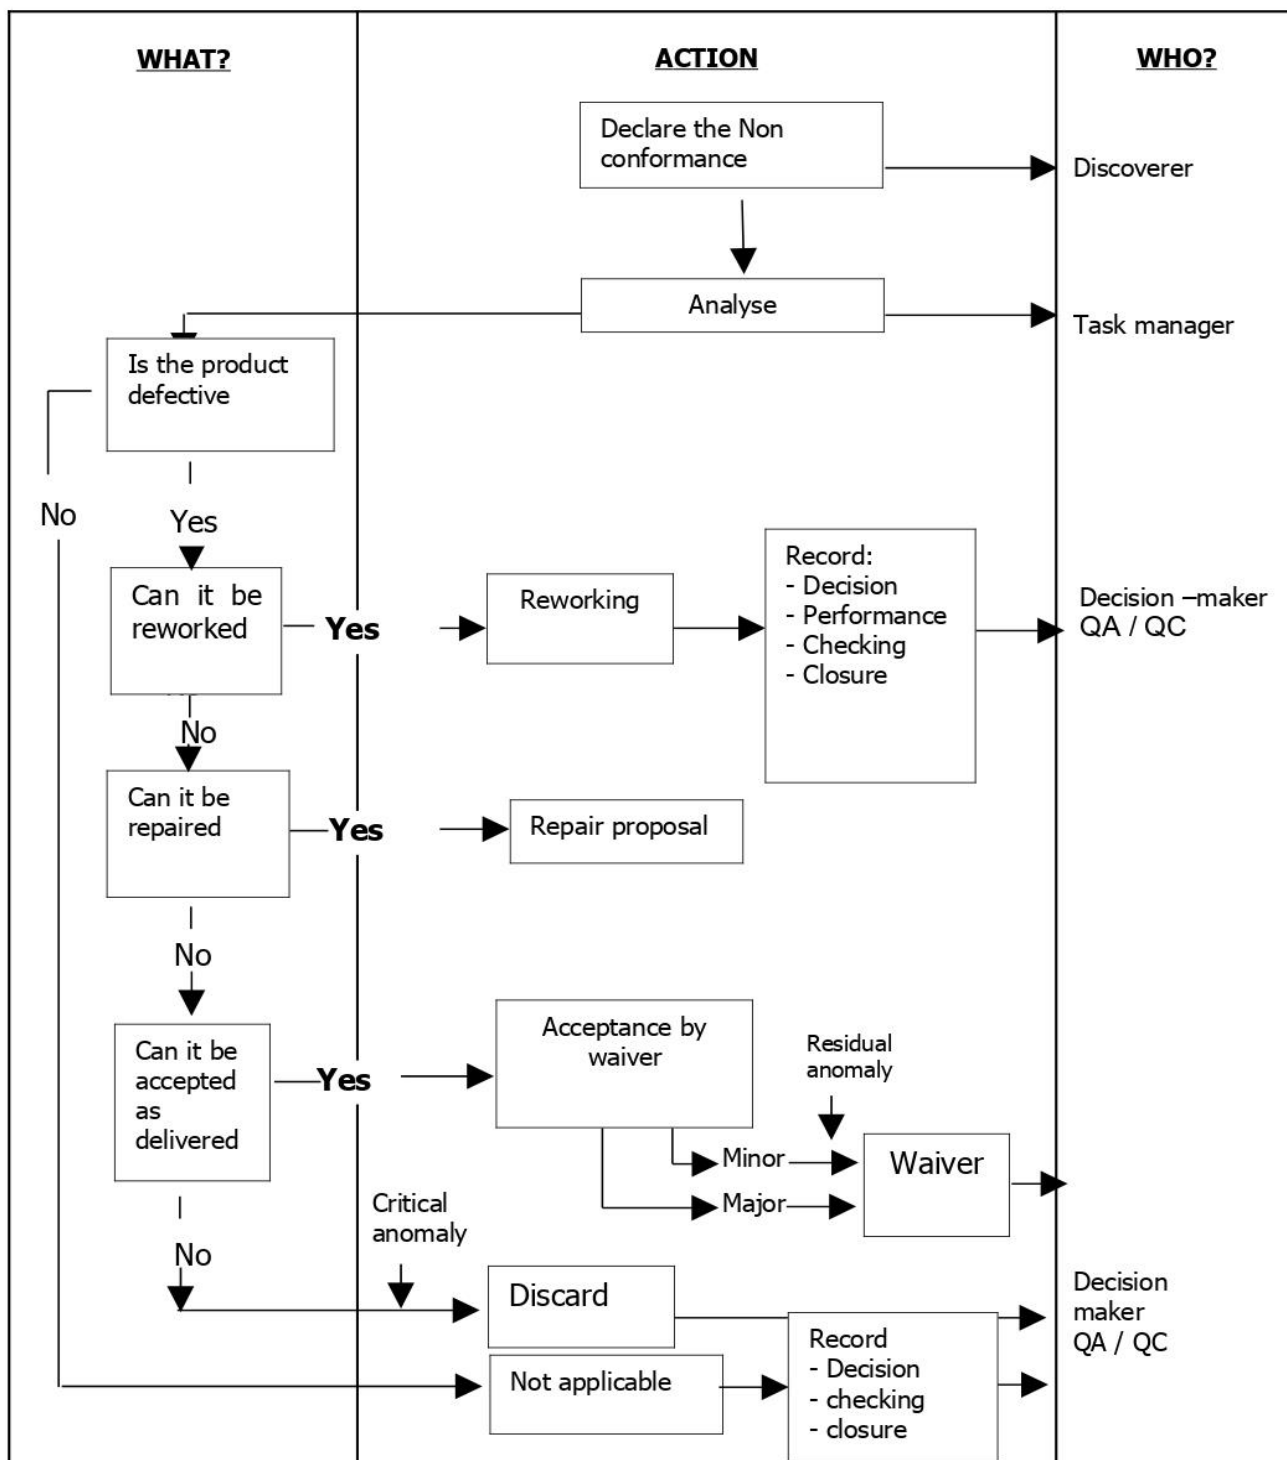 WHAT?
ACTION
WHO?
Declare the Non
conformance
Discoverer
Analyse
Task manager
Is the product
defective
No
Yes
Can it be
reworked
Yes
Reworking
Record:
- Decision
- Performance
- Checking
- Closure
Decision –maker
QA / QC
No
Can it be
repaired
Yes
Repair proposal
No
Can it be
accepted
as
delivered
Yes
Acceptance by
waiver
Residual
anomaly
Minor
Major
Waiver
No
Critical
anomaly
Discard
Decision
maker
QA / QC
Not applicable
Record
- Decision
- checking
- closure